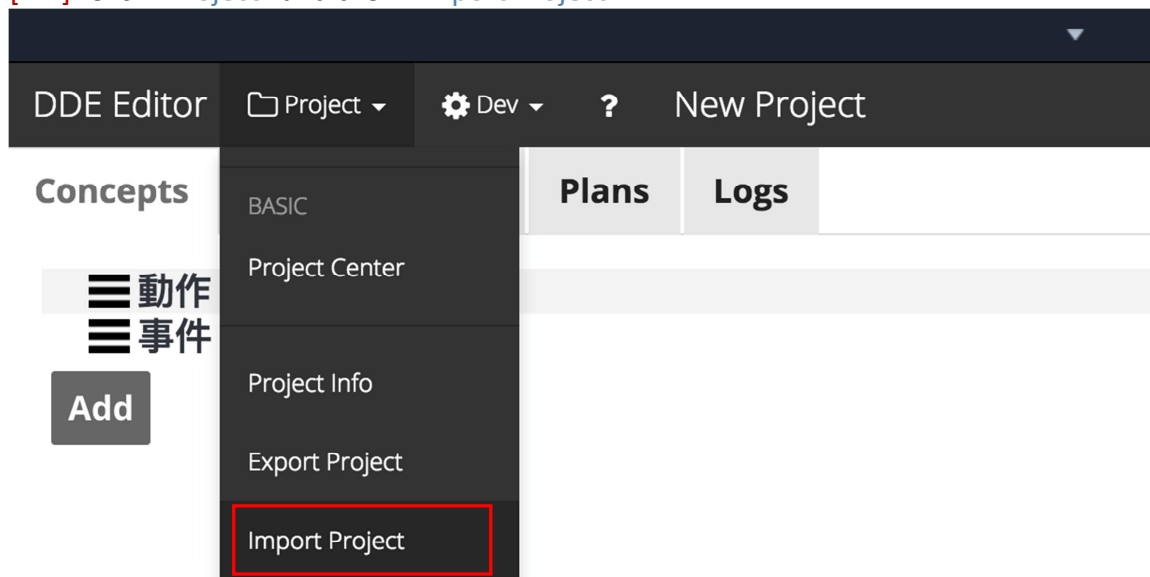 DDE Editor Project Dev ? New Project
Concepts Plans Logs
BASIC
Project Center
動作
事件
Project Info
Add
Export Project
Import Project